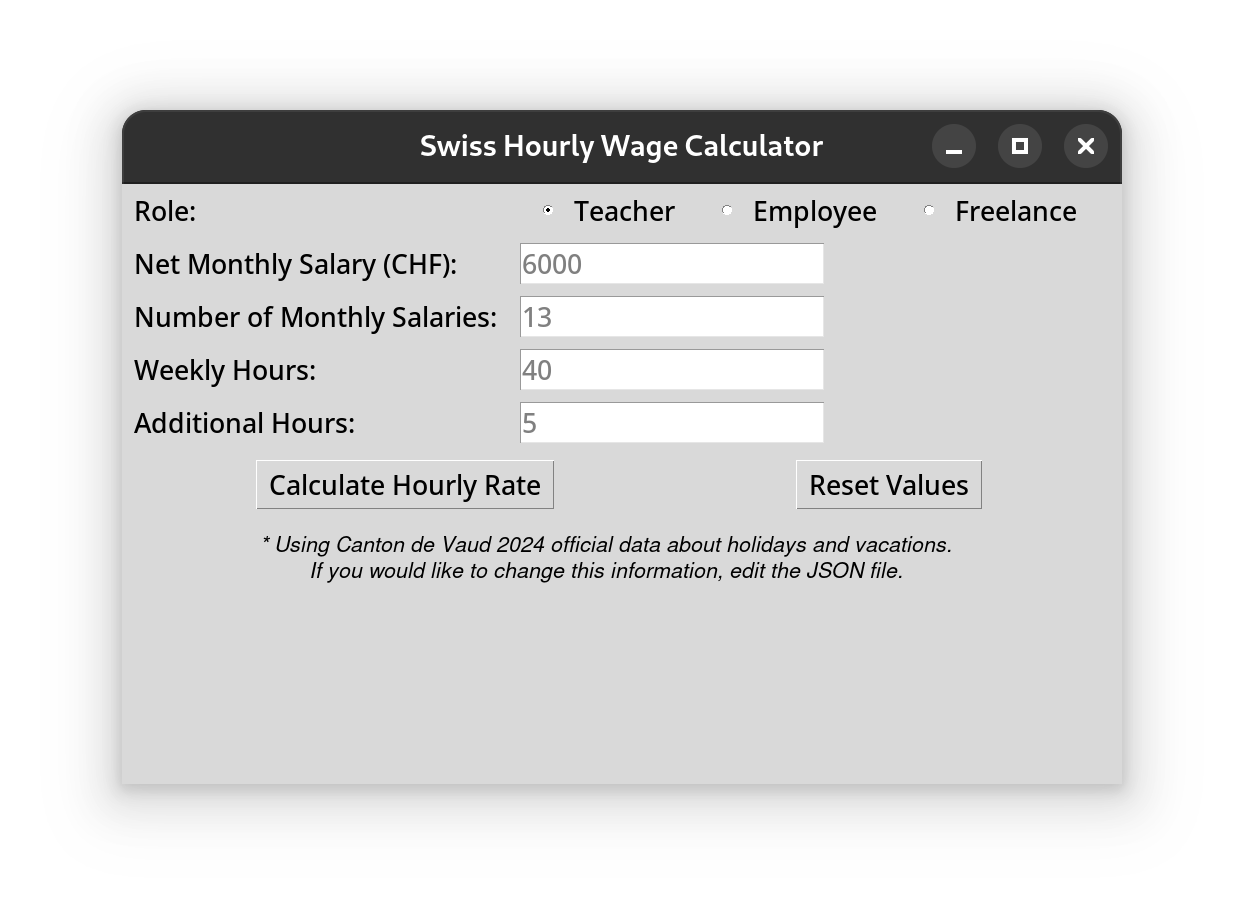 Swiss Hourly Wage Calculator
Role: Teacher Employee Freelance
Net Monthly Salary (CHF): 6000
Number of Monthly Salaries: 13
Weekly Hours: 40
Additional Hours: 5
Calculate Hourly Rate Reset Values
* Using Canton de Vaud 2024 official data about holidays and vacations.
If you would like to change this information, edit the JSON file.